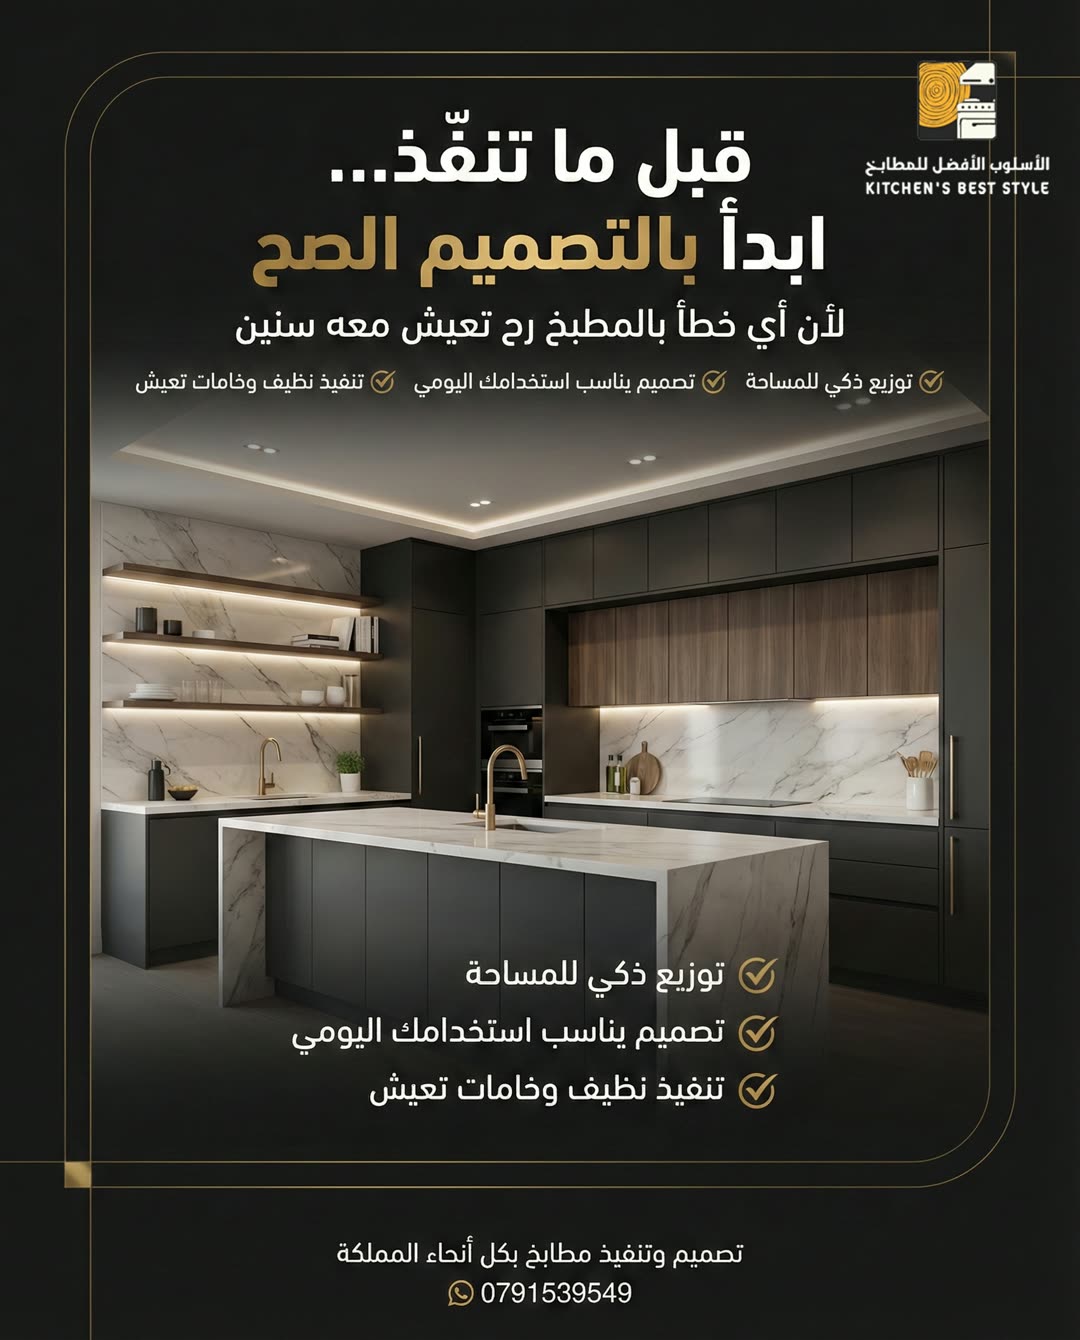 الأسلوب الأفضل للمطابخ
KITCHEN'S BEST STYLE
قبل ما تنفّذ...
ابدأ بالتصميم الصح
لأن أي خطأ بالمطبخ رح تعيش معه سنين
توزيع ذكي للمساحة تصميم يناسب استخدامك اليومي تنفيذ نظيف وخامات تعيش
توزيع ذكي للمساحة
تصميم يناسب استخدامك اليومي
تنفيذ نظيف وخامات تعيش
تصميم وتنفيذ مطابخ بكل أنحاء المملكة
0791539549